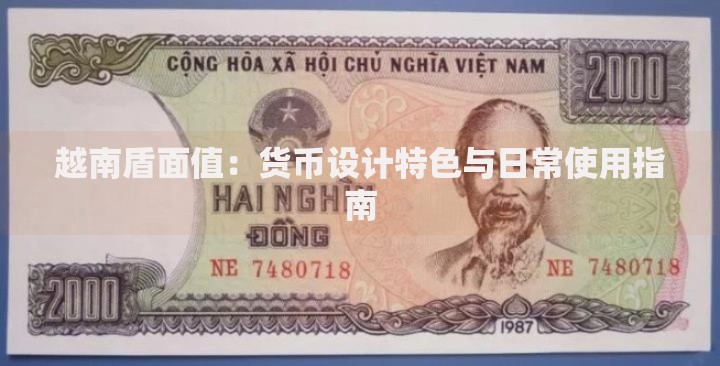 CỘNG HÒA XÃ HỘI CHỦ NGHĨA VIỆT NAM
2000
越南盾面值：货币设计特色与日常使用指
南
HAI NGHÌN
ĐỒNG
NE 7480718
NE 7480718
2000
1987